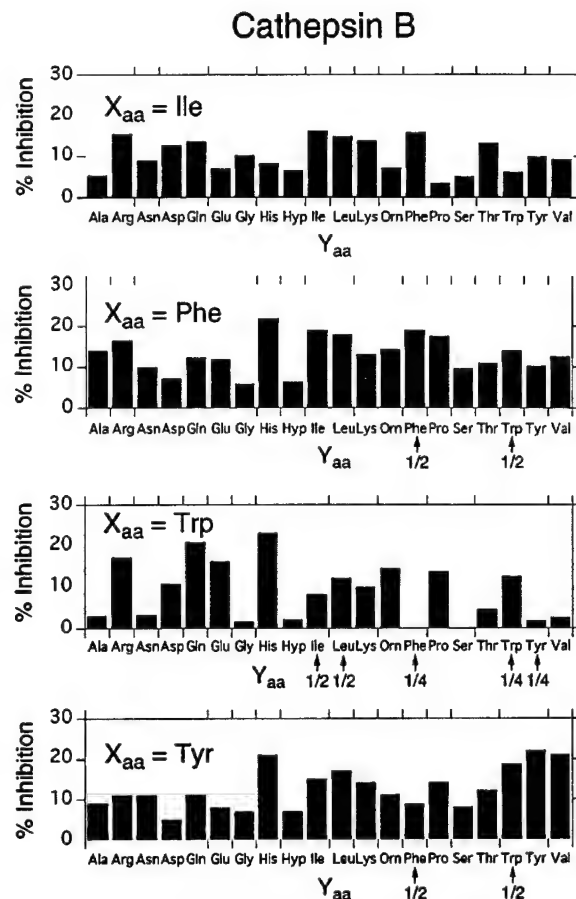 Cathepsin B
% Inhibition
30
20
10
0
Xaa = Ile
Ala Arg Asn Asp Gln Glu Gly His Hyp Ile Leu Lys Orn Phe Pro Ser Thr Trp Tyr Val
Yaa
% Inhibition
30
20
10
0
Xaa = Phe
Ala Arg Asn Asp Gln Glu Gly His Hyp Ile Leu Lys Orn Phe Pro Ser Thr Trp Tyr Val
Yaa
1/2 1/2
% Inhibition
30
20
10
0
Xaa = Trp
Ala Arg Asn Asp Gln Glu Gly His Hyp Ile Leu Lys Orn Phe Pro Ser Thr Trp Tyr Val
Yaa 1/2 1/2 1/4 1/4 1/4
% Inhibition
30
20
10
0
Xaa = Tyr
Ala Arg Asn Asp Gln Glu Gly His Hyp Ile Leu Lys Orn Phe Pro Ser Thr Trp Tyr Val
Yaa
1/2 1/2